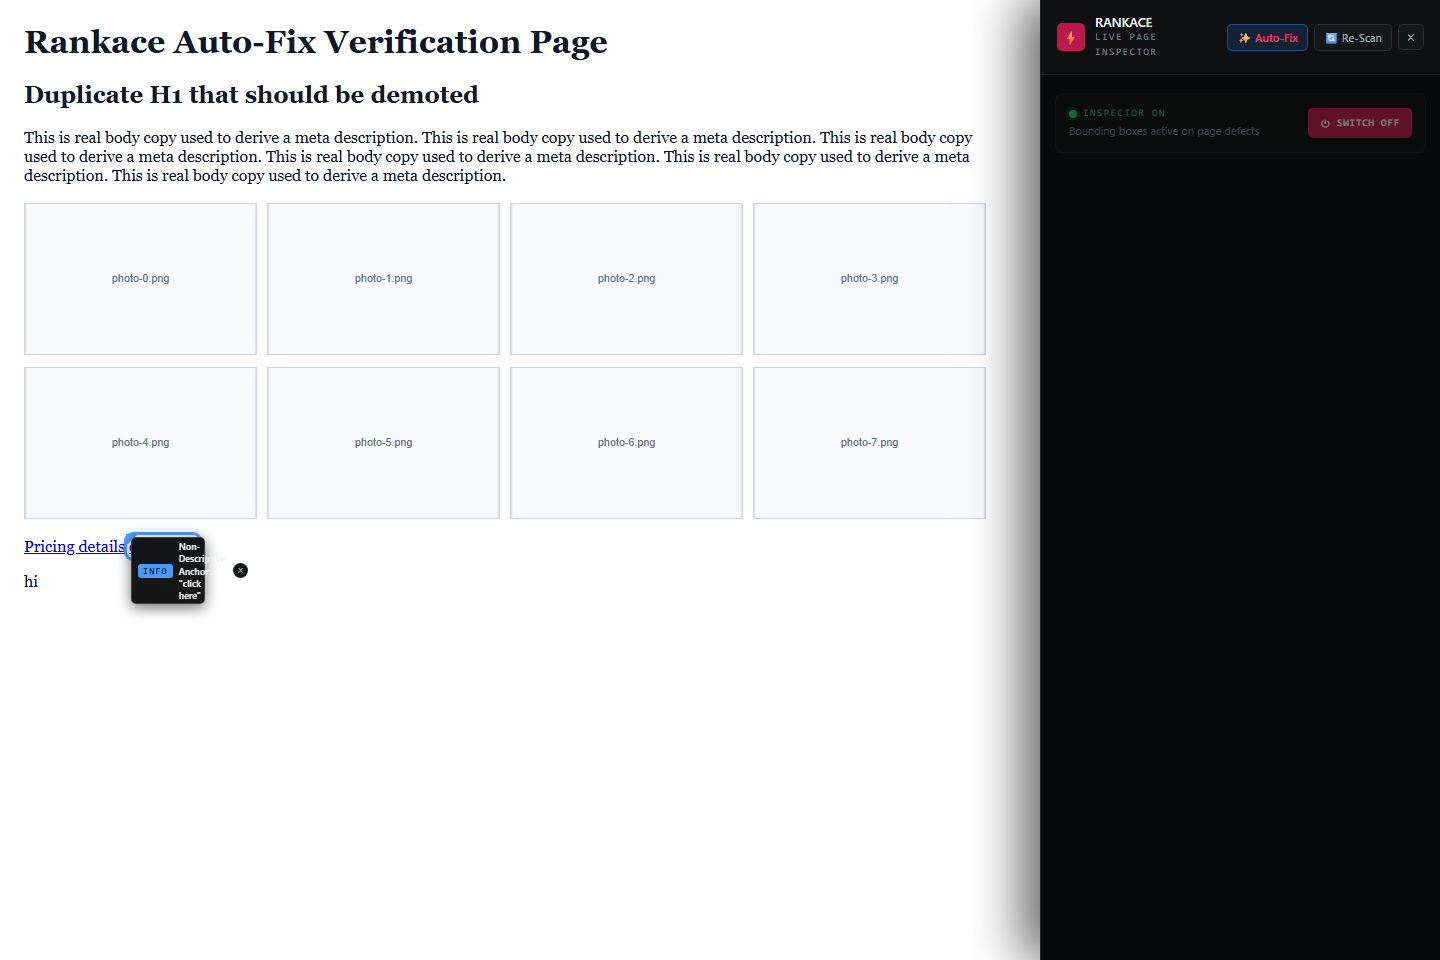 Rankace Auto-Fix Verification Page
Duplicate H1 that should be demoted
This is real body copy used to derive a meta description. This is real body copy used to derive a meta description. This is real body copy
used to derive a meta description. This is real body copy used to derive a meta description. This is real body copy used to derive a meta
description. This is real body copy used to derive a meta description.
photo-0.png
photo-1.png
photo-2.png
photo-3.png
photo-4.png
photo-5.png
photo-6.png
photo-7.png
Pricing details
INFO
Non-
Anchor:
"click
here"
hi
RANKACE
LIVE PAGE
INSPECTOR
Auto-Fix
Re-Scan
INSPECTOR ON
Bounding boxes active on page defects
SWITCH OFF